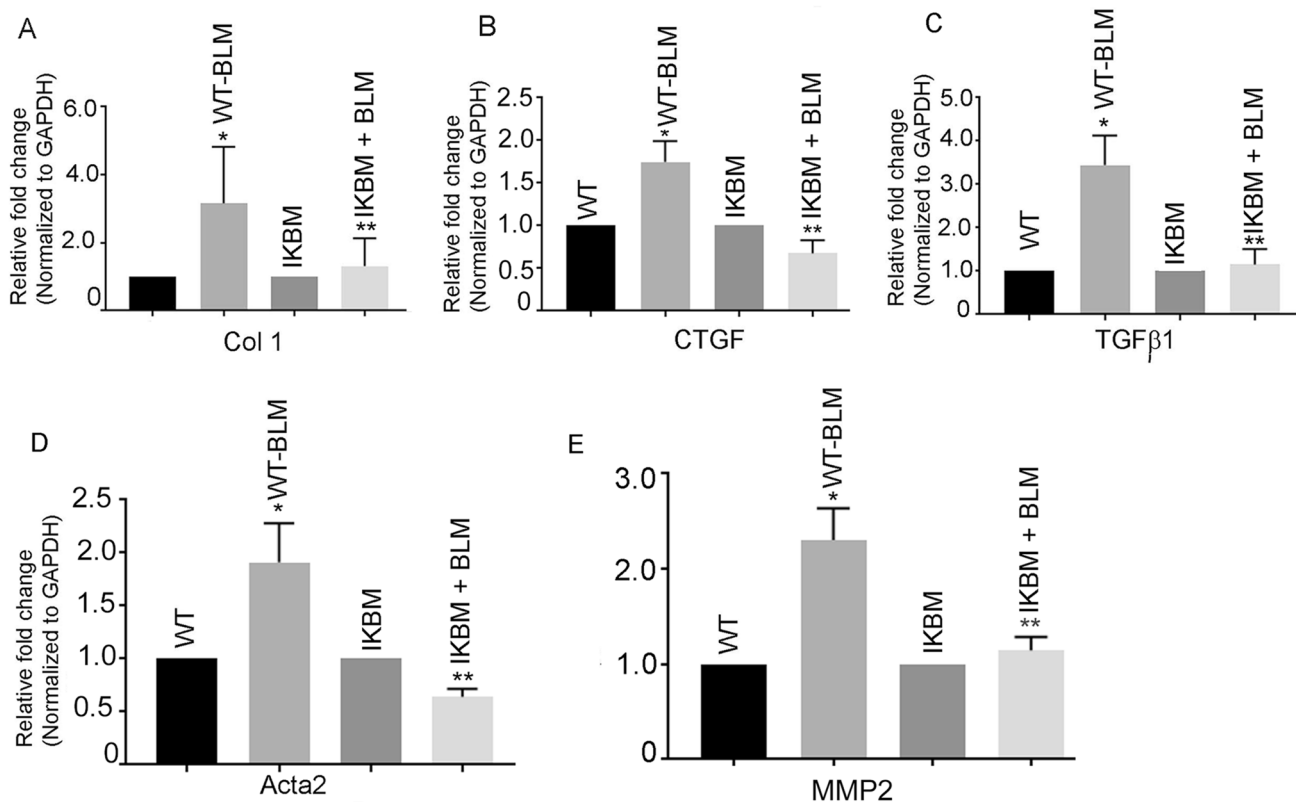 A
Relative fold change
(Normalized to GAPDH)
6.0
4.0
2.0
0
* WT-BLM
IKBM
** IKBM + BLM
Col 1
B
Relative fold change
(Normalized to GAPDH)
2.5
2.0
1.5
1.0
0.5
0
WT
*WT-BLM
IKBM
** IKBM + BLM
CTGF
C
Relative fold change
(Normalized to GAPDH)
5.0
4.0
3.0
2.0
1.0
0
WT
* WT-BLM
IKBM
**IKBM + BLM
TGFβ1
D
Relative fold change
(Normalized to GAPDH)
2.5
2.0
1.5
1.0
0.5
0
WT
*WT-BLM
IKBM
** IKBM + BLM
Acta2
E
3.0
2.0
1.0
0
WT
*WT-BLM
IKBM
**IKBM + BLM
MMP2